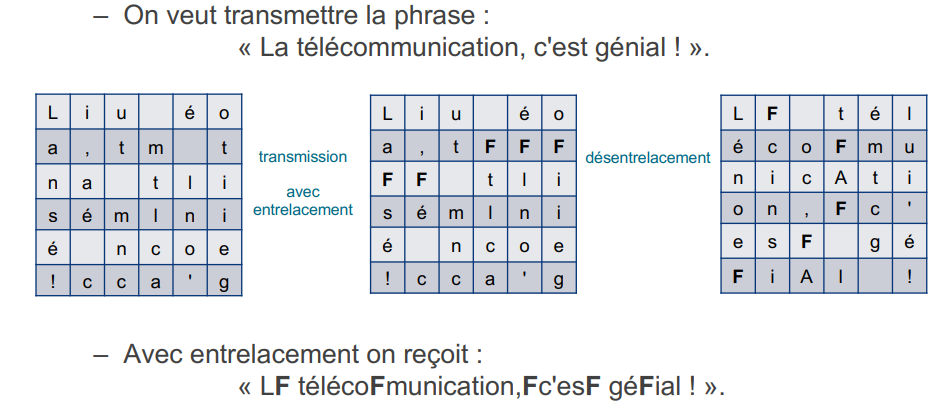 – On veut transmettre la phrase :
« La télécommunication, c'est génial ! ».
L i u é o
a , t m t
n a t l i
s é m I n i
é n c o e
! c c a ' g
transmission
avec
entrelacement
L i u é o
a , t F F F
F F t l i
s é m I n i
é n c o e
! c c a ' g
désentrelacement
L F t é l
é c o F m u
n i c A t i
o n , F c '
e s F g é
F i A l !
– Avec entrelacement on reçoit :
« LF télécoFmunication,Fc'esF géFial ! ».